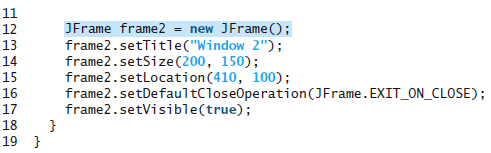 11
12      JFrame frame2 = new JFrame();
13      frame2.setTitle("Window 2");
14      frame2.setSize(200, 150);
15      frame2.setLocation(410, 100);
16      frame2.setDefaultCloseOperation(JFrame.EXIT_ON_CLOSE);
17      frame2.setVisible(true);
18    }
19  }